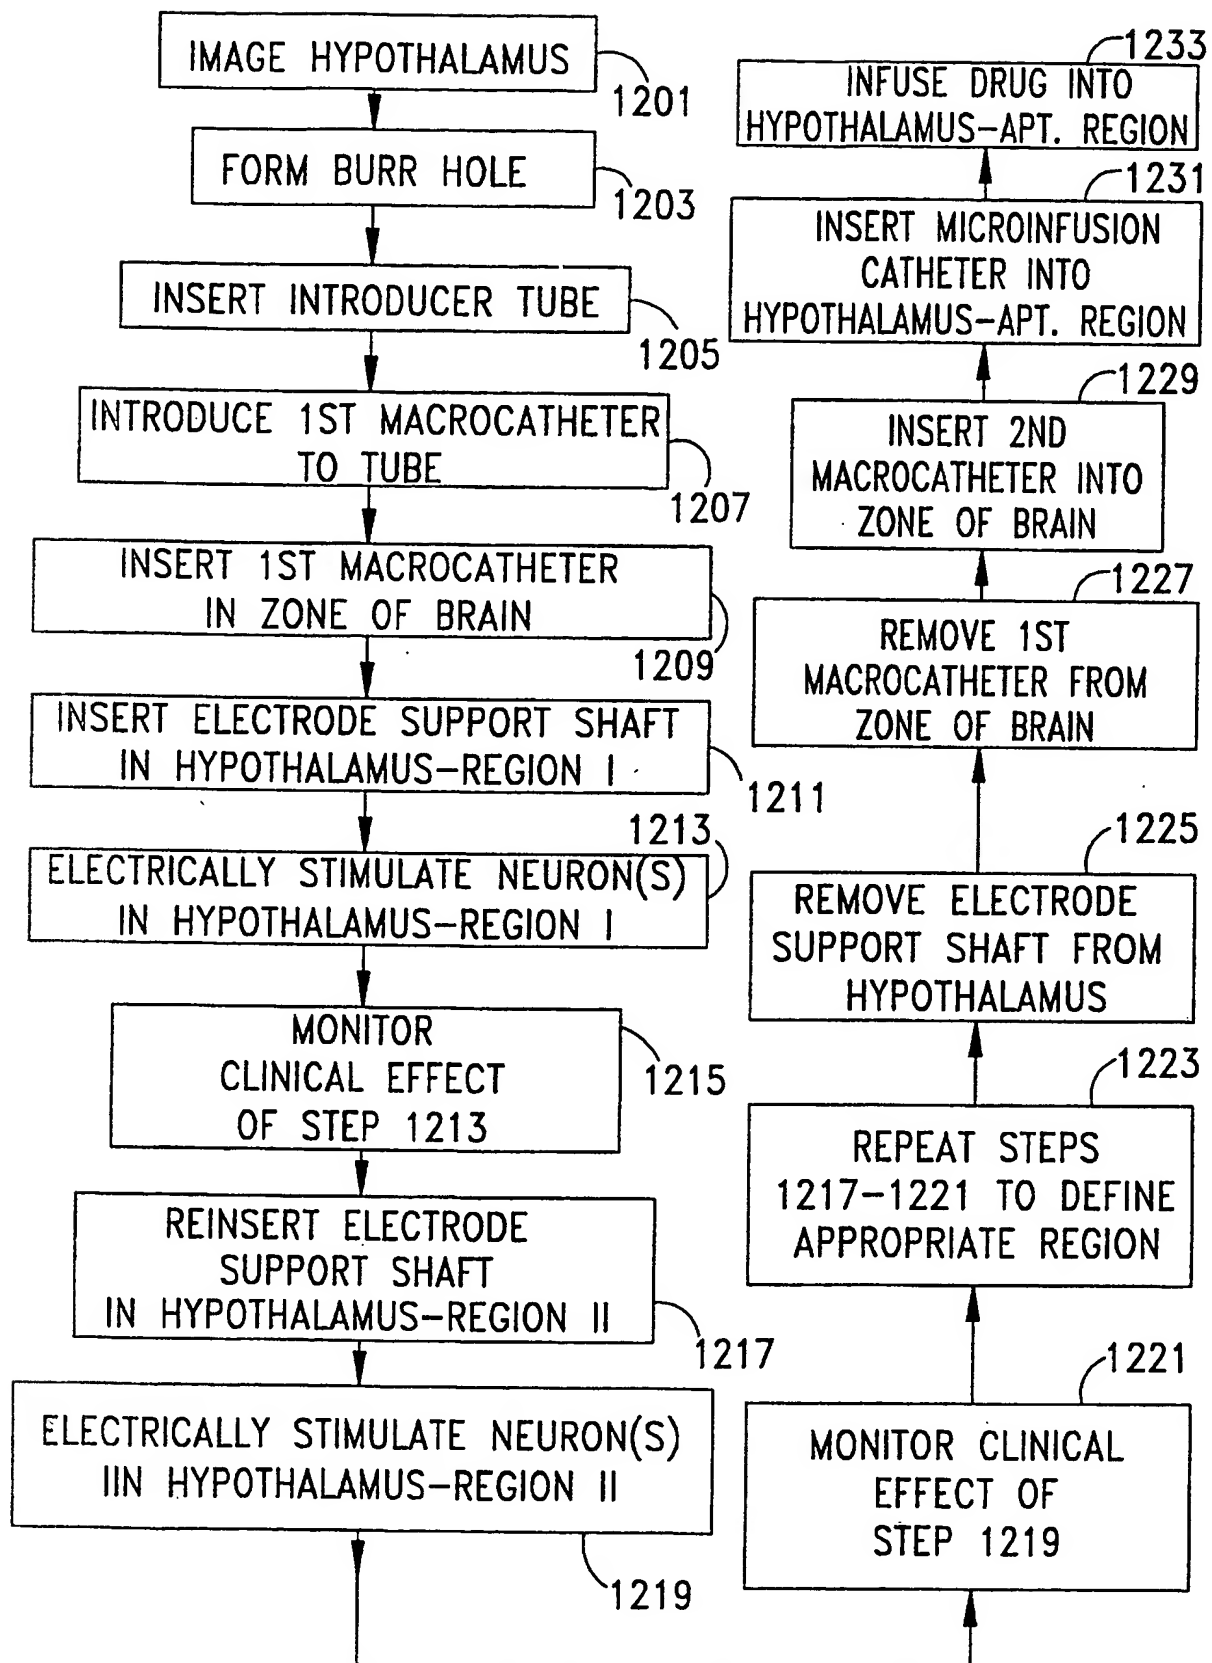 IMAGE HYPOTHALAMUS
1201
FORM BURR HOLE
1203
INSERT INTRODUCER TUBE
1205
INTRODUCE 1ST MACROCATHETER
TO TUBE
1207
INSERT 1ST MACROCATHETER
IN ZONE OF BRAIN
1209
INSERT ELECTRODE SUPPORT SHAFT
IN HYPOTHALAMUS-REGION I
1211
1213
ELECTRICALLY STIMULATE NEURON(S)
IN HYPOTHALAMUS-REGION I
MONITOR
CLINICAL EFFECT
OF STEP 1213
1215
REINSERT ELECTRODE
SUPPORT SHAFT
IN HYPOTHALAMUS-REGION II
1217
ELECTRICALLY STIMULATE NEURON(S)
IIN HYPOTHALAMUS-REGION II
1219
1221
MONITOR CLINICAL
EFFECT OF
STEP 1219
1223
REPEAT STEPS
1217-1221 TO DEFINE
APPROPRIATE REGION
1225
REMOVE ELECTRODE
SUPPORT SHAFT FROM
HYPOTHALAMUS
1227
REMOVE 1ST
MACROCATHETER FROM
ZONE OF BRAIN
1229
INSERT 2ND
MACROCATHETER INTO
ZONE OF BRAIN
1231
INSERT MICROINFUSION
CATHETER INTO
HYPOTHALAMUS-APT. REGION
1233
INFUSE DRUG INTO
HYPOTHALAMUS-APT. REGION